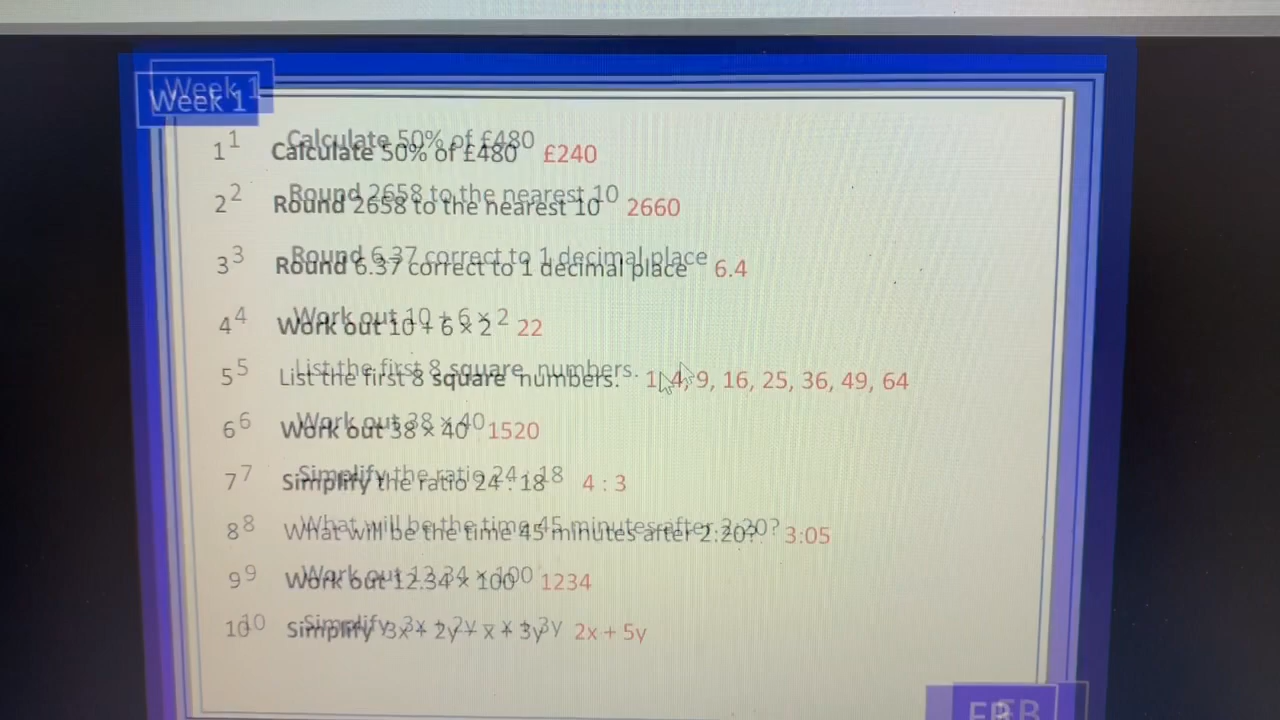 Week 1
1 Calculate 50% of £480 £240
2 Round 2658 to the nearest 10 2660
3 Round 6.37 correct to 1 decimal place 6.4
4 Work out 10 + 6 × 2 22
5 List the first 8 square numbers. 1, 4, 9, 16, 25, 36, 49, 64
6 Work out 38 × 40 1520
7 Simplify the ratio 24 : 18 4 : 3
8 What will be the time 45 minutes after 2:20? 3:05
9 Work out 12.34 × 100 1234
10 Simplify 3x + 2y – x + 3y 2x + 5y